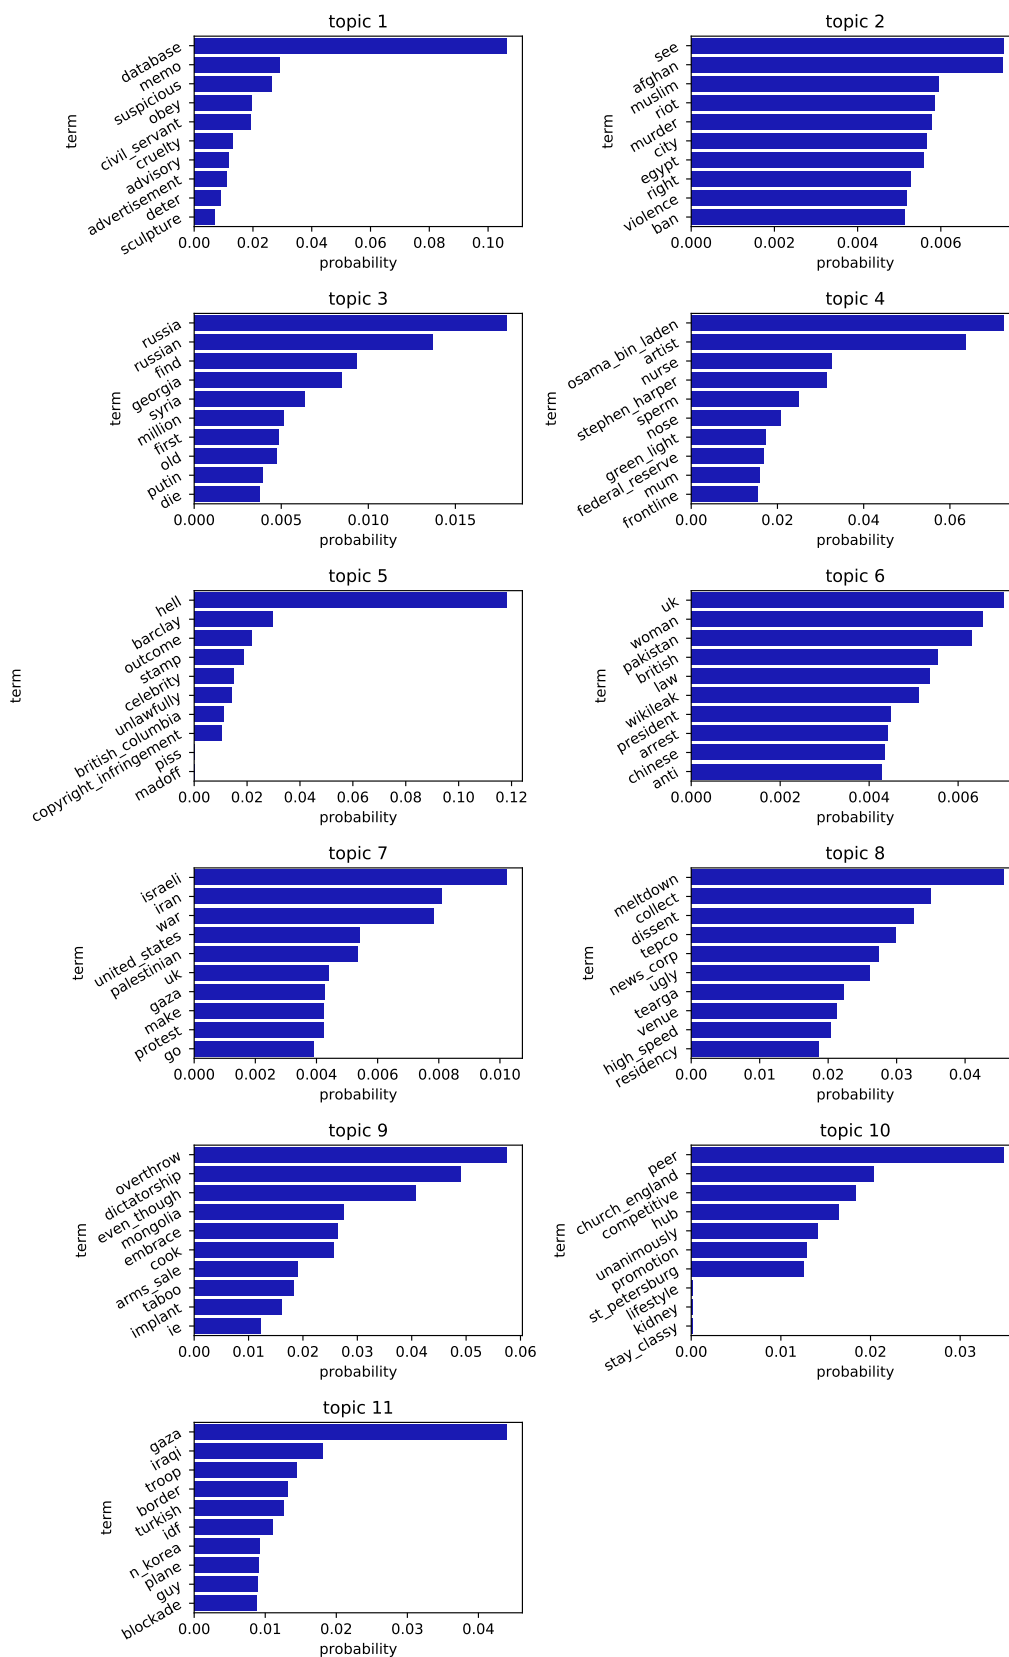 topic 1
term
database
memo
suspicious
obey
civil_servant
cruelty
advisory
advertisement
deter
sculpture
0.00 0.02 0.04 0.06 0.08 0.10
probability
topic 2
term
see
afghan
muslim
riot
murder
city
egypt
right
violence
ban
0.000 0.002 0.004 0.006
probability
topic 3
term
russia
russian
find
georgia
syria
million
first
old
putin
die
0.000 0.005 0.010 0.015
probability
topic 4
term
osama_bin_laden
artist
nurse
stephen_harper
sperm
nose
green_light
federal_reserve
mum
frontline
0.00 0.02 0.04 0.06
probability
topic 5
term
hell
barclay
outcome
stamp
celebrity
unlawfully
british_columbia
copyright_infringement
piss
madoff
0.00 0.02 0.04 0.06 0.08 0.10 0.12
probability
topic 6
term
uk
woman
pakistan
british
law
wikileak
president
arrest
chinese
anti
0.000 0.002 0.004 0.006
probability
topic 7
term
israeli
iran
war
united_states
palestinian
uk
gaza
make
protest
go
0.000 0.002 0.004 0.006 0.008 0.010
probability
topic 8
term
meltdown
collect
dissent
tepco
news_corp
ugly
tearga
venue
high_speed
residency
0.00 0.01 0.02 0.03 0.04
probability
topic 9
term
overthrow
dictatorship
even_though
mongolia
embrace
cook
arms_sale
taboo
implant
ie
0.00 0.01 0.02 0.03 0.04 0.05 0.06
probability
topic 10
term
peer
church_england
competitive
hub
unanimously
promotion
st_petersburg
lifestyle
kidney
stay_classy
0.00 0.01 0.02 0.03
probability
topic 11
term
gaza
iraqi
troop
border
turkish
idf
n_korea
plane
guy
blockade
0.00 0.01 0.02 0.03 0.04
probability